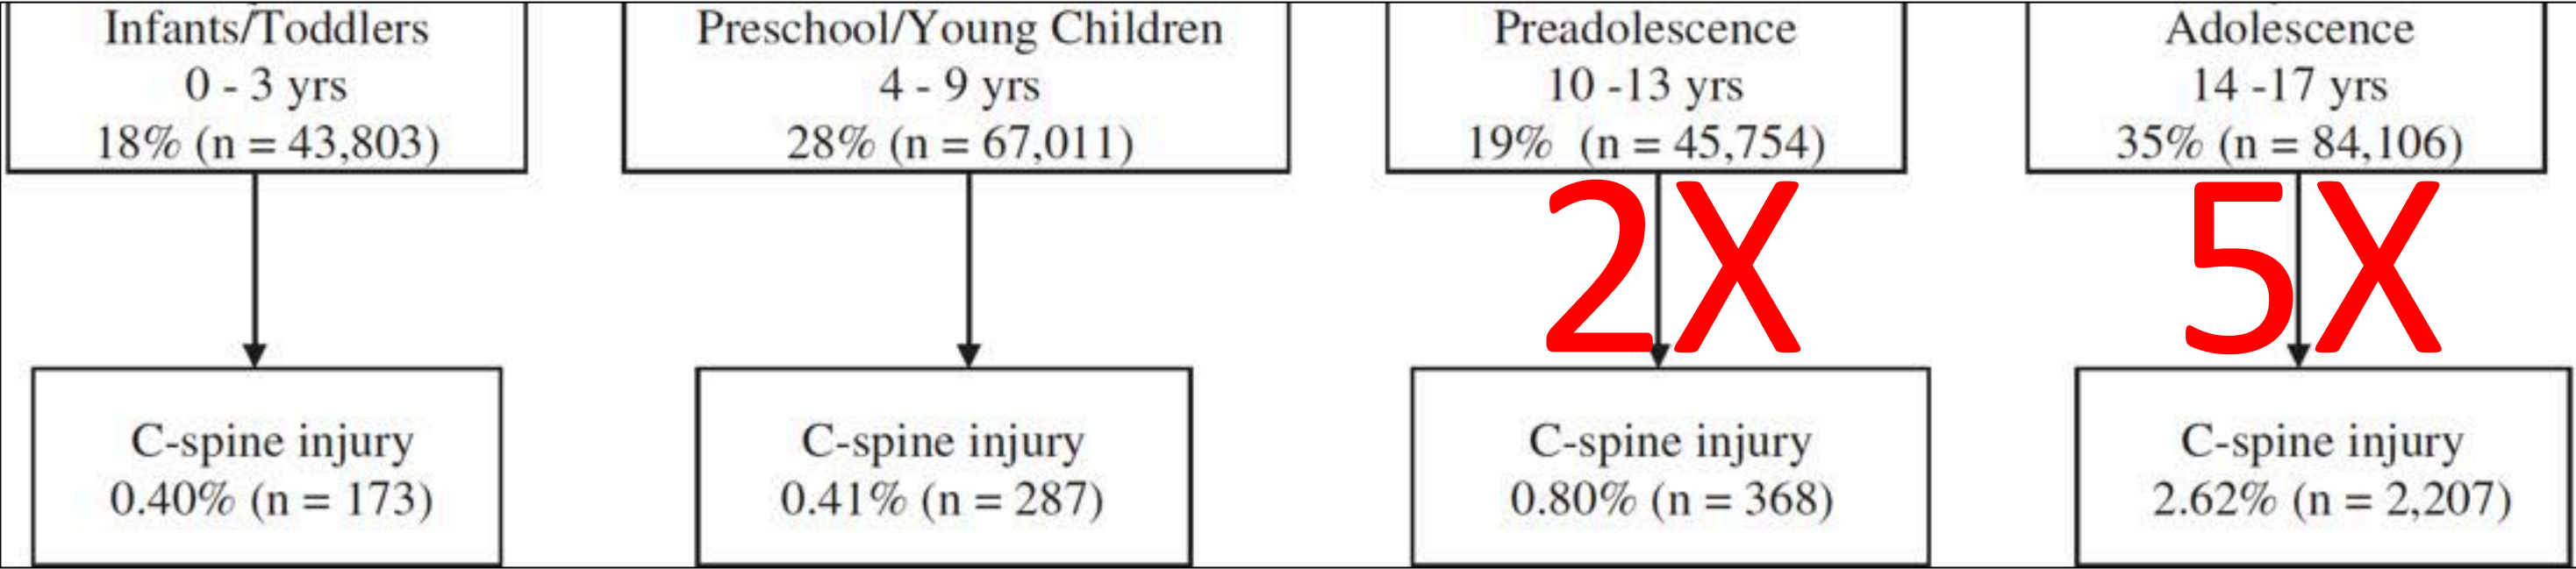 Infants/Toddlers
0 - 3 yrs
18% (n = 43,803)
Preschool/Young Children
4 - 9 yrs
28% (n = 67,011)
Preadolescence
10 -13 yrs
19% (n = 45,754)
Adolescence
14 -17 yrs
35% (n = 84,106)
2X
5X
C-spine injury
0.40% (n = 173)
C-spine injury
0.41% (n = 287)
C-spine injury
0.80% (n = 368)
C-spine injury
2.62% (n = 2,207)